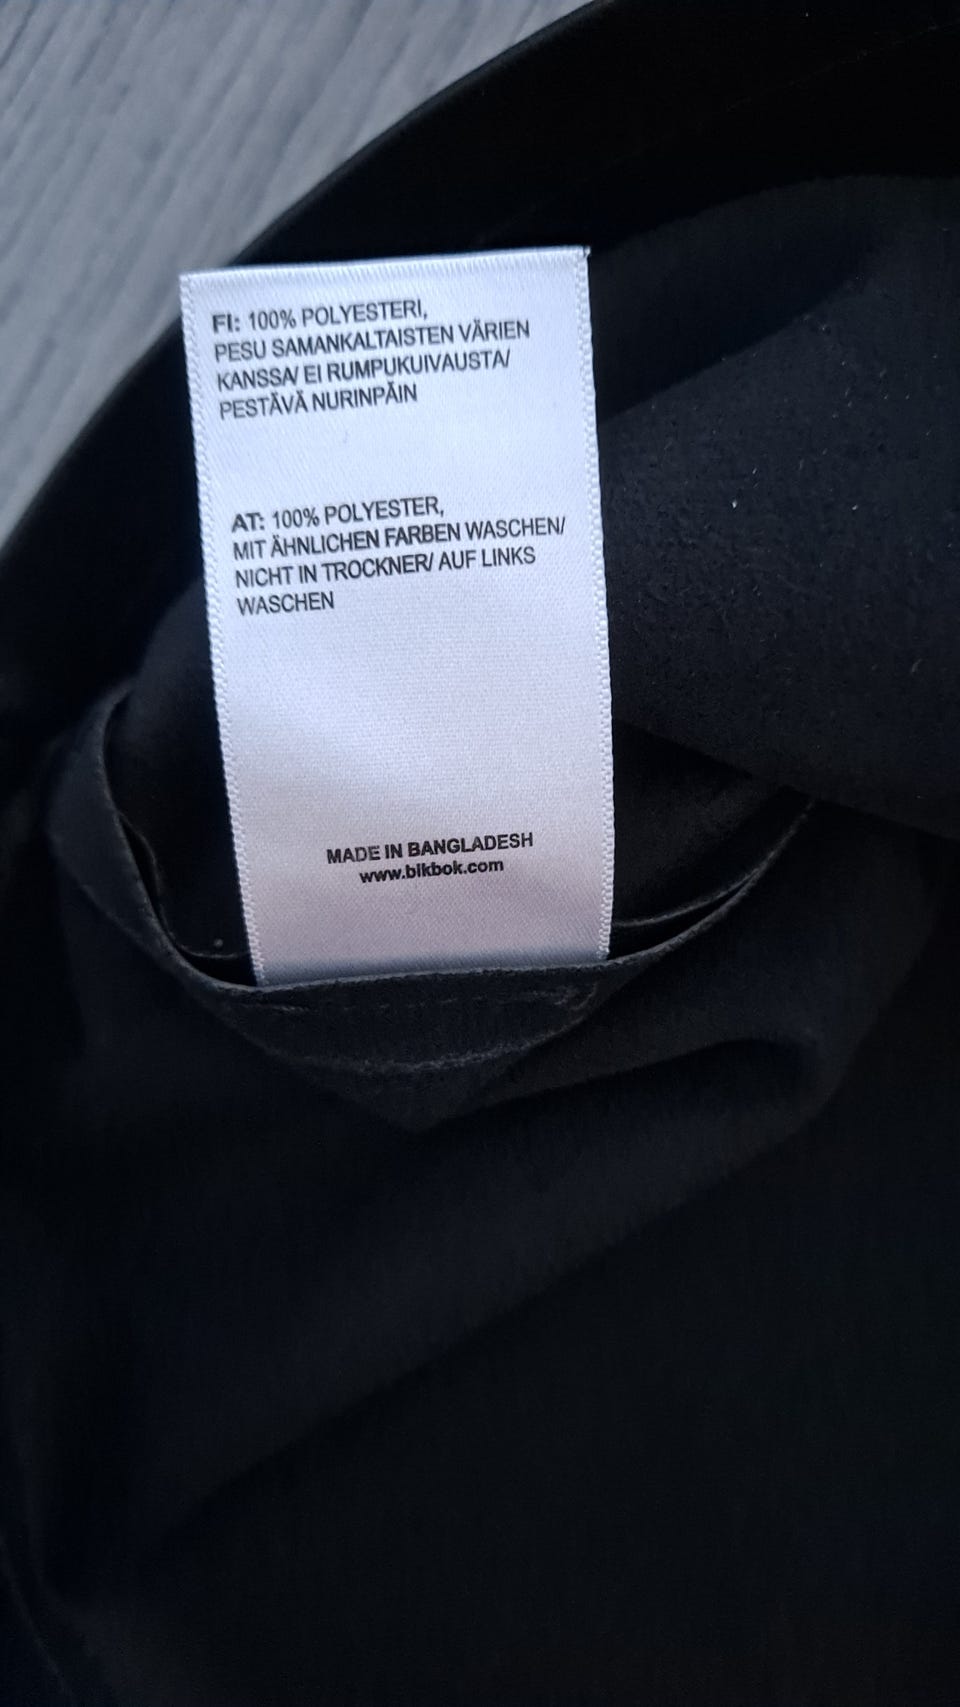 FI: 100% POLYESTERI,
PESU SAMANKALTAISTEN VÄRIEN
KANSSA/ EI RUMPUKUIVAUSTA/
PESTÄVÄ NURINPÄIN
AT: 100% POLYESTER,
MIT ÄHNLICHEN FARBEN WASCHEN/
NICHT IN TROCKNER/ AUF LINKS
WASCHEN
MADE IN BANGLADESH
www.bikbok.com